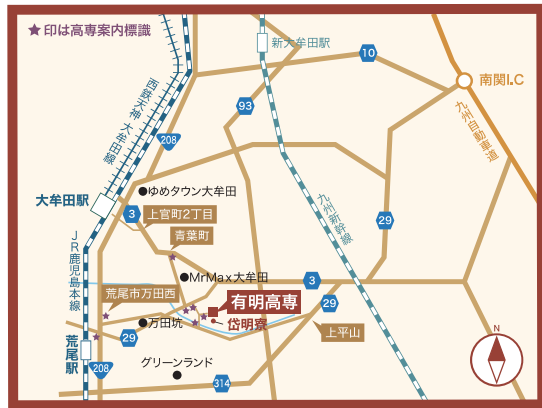 ★印は高専案内標識
新大牟田駅
10
南関I.C
九州自動車道
西鉄天神 大牟田線
93
208
大牟田駅
ゆめタウン大牟田
3
上官町2丁目
九州新幹線
29
青葉町
JR鹿児島本線
MrMax大牟田
3
荒尾市万田西
有明高専
29
岱明寮
万田坑
29
上平山
荒尾駅
グリーンランド
208
314
N